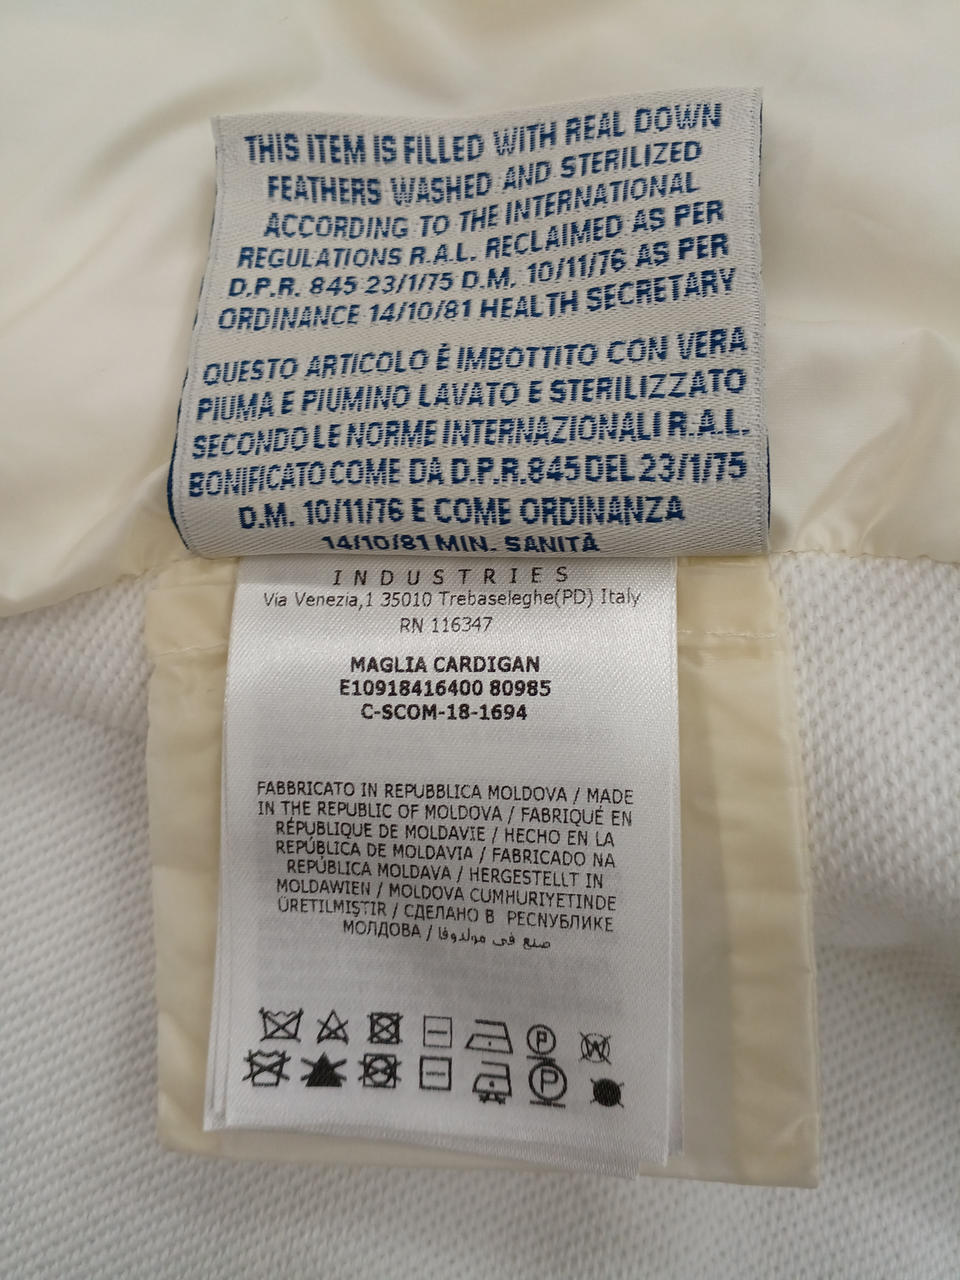 THIS ITEM IS FILLED WITH REAL DOWN
FEATHERS WASHED AND STERILIZED
ACCORDING TO THE INTERNATIONAL
REGULATIONS R.A.L. RECLAIMED AS PER
D.P.R. 845 23/1/75 D.M. 10/11/76 AS PER
ORDINANCE 14/10/81 HEALTH SECRETARY
QUESTO ARTICOLO È IMBOTTITO CON VERA
PIUMA E PIUMINO LAVATO E STERILIZZATO
SECONDO LE NORME INTERNAZIONALI R.A.L.
BONIFICATO COME DA D.P.R. 845 DEL 23/1/75
D.M. 10/11/76 E COME ORDINANZA
14/10/81 MIN. SANITÀ
INDUSTRIES
Via Venezia,1 35010 Trebaseleghe(PD) Italy
RN 116347
MAGLIA CARDIGAN
E10918416400 80985
C-SCOM-18-1694
FABBRICATO IN REPUBBLICA MOLDOVA / MADE
IN THE REPUBLIC OF MOLDOVA / FABRIQUÉ EN
RÉPUBLIQUE DE MOLDAVIE / HECHO EN LA
REPÚBLICA DE MOLDAVIA / FABRICADO NA
REPÚBLICA MOLDAVA / HERGESTELLT IN
MOLDAWIEN / MOLDOVA CUMHURIYETINDE
ÜRETILMIŞTIR / СДЕЛАНО В РЕСПУБЛИКЕ
МОЛДОВА / صنع في مولدوفا
P W
P